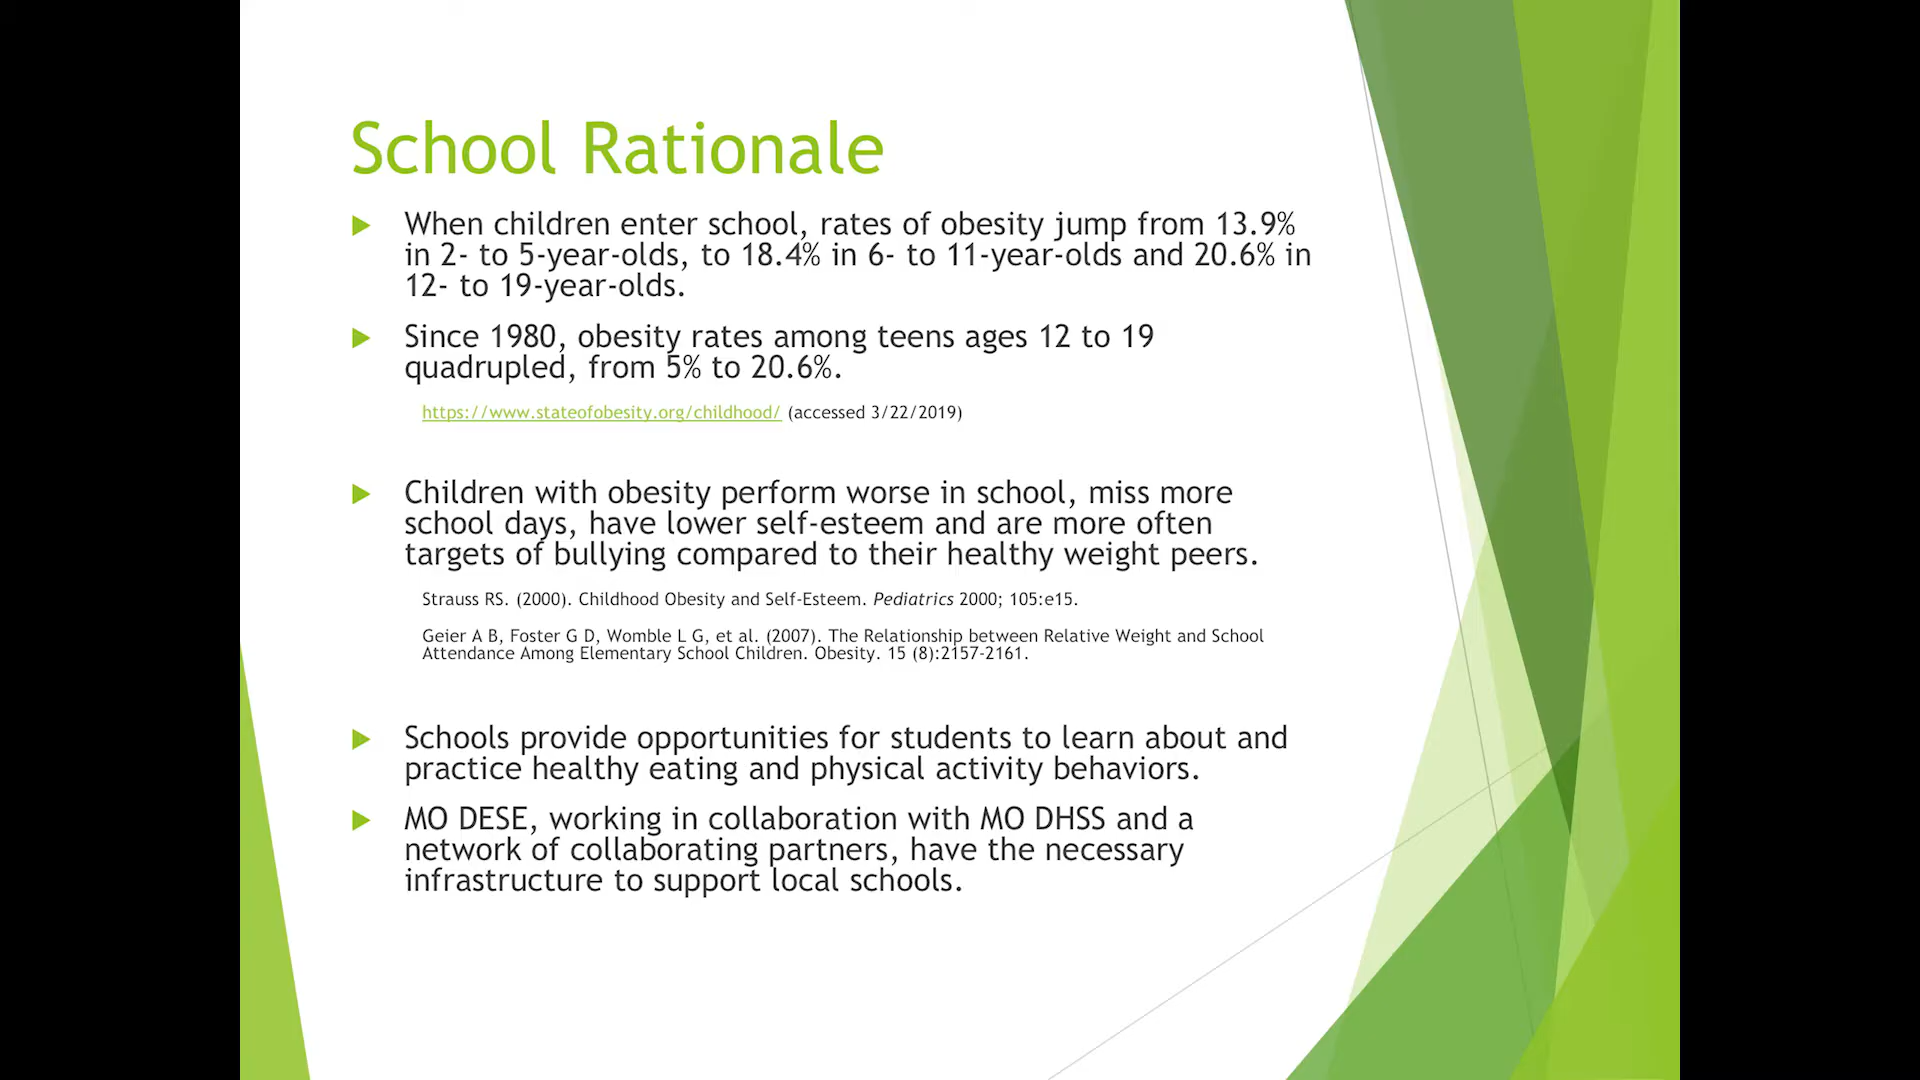 School Rationale
When children enter school, rates of obesity jump from 13.9%
in 2- to 5-year-olds, to 18.4% in 6- to 11-year-olds and 20.6% in
12- to 19-year-olds.
Since 1980, obesity rates among teens ages 12 to 19
quadrupled, from 5% to 20.6%.
https://www.stateofobesity.org/childhood/ (accessed 3/22/2019)
Children with obesity perform worse in school, miss more
school days, have lower self-esteem and are more often
targets of bullying compared to their healthy weight peers.
Strauss RS. (2000). Childhood Obesity and Self-Esteem. Pediatrics 2000; 105:e15.
Geier A B, Foster G D, Womble L G, et al. (2007). The Relationship between Relative Weight and School
Attendance Among Elementary School Children. Obesity. 15 (8):2157-2161.
Schools provide opportunities for students to learn about and
practice healthy eating and physical activity behaviors.
MO DESE, working in collaboration with MO DHSS and a
network of collaborating partners, have the necessary
infrastructure to support local schools.